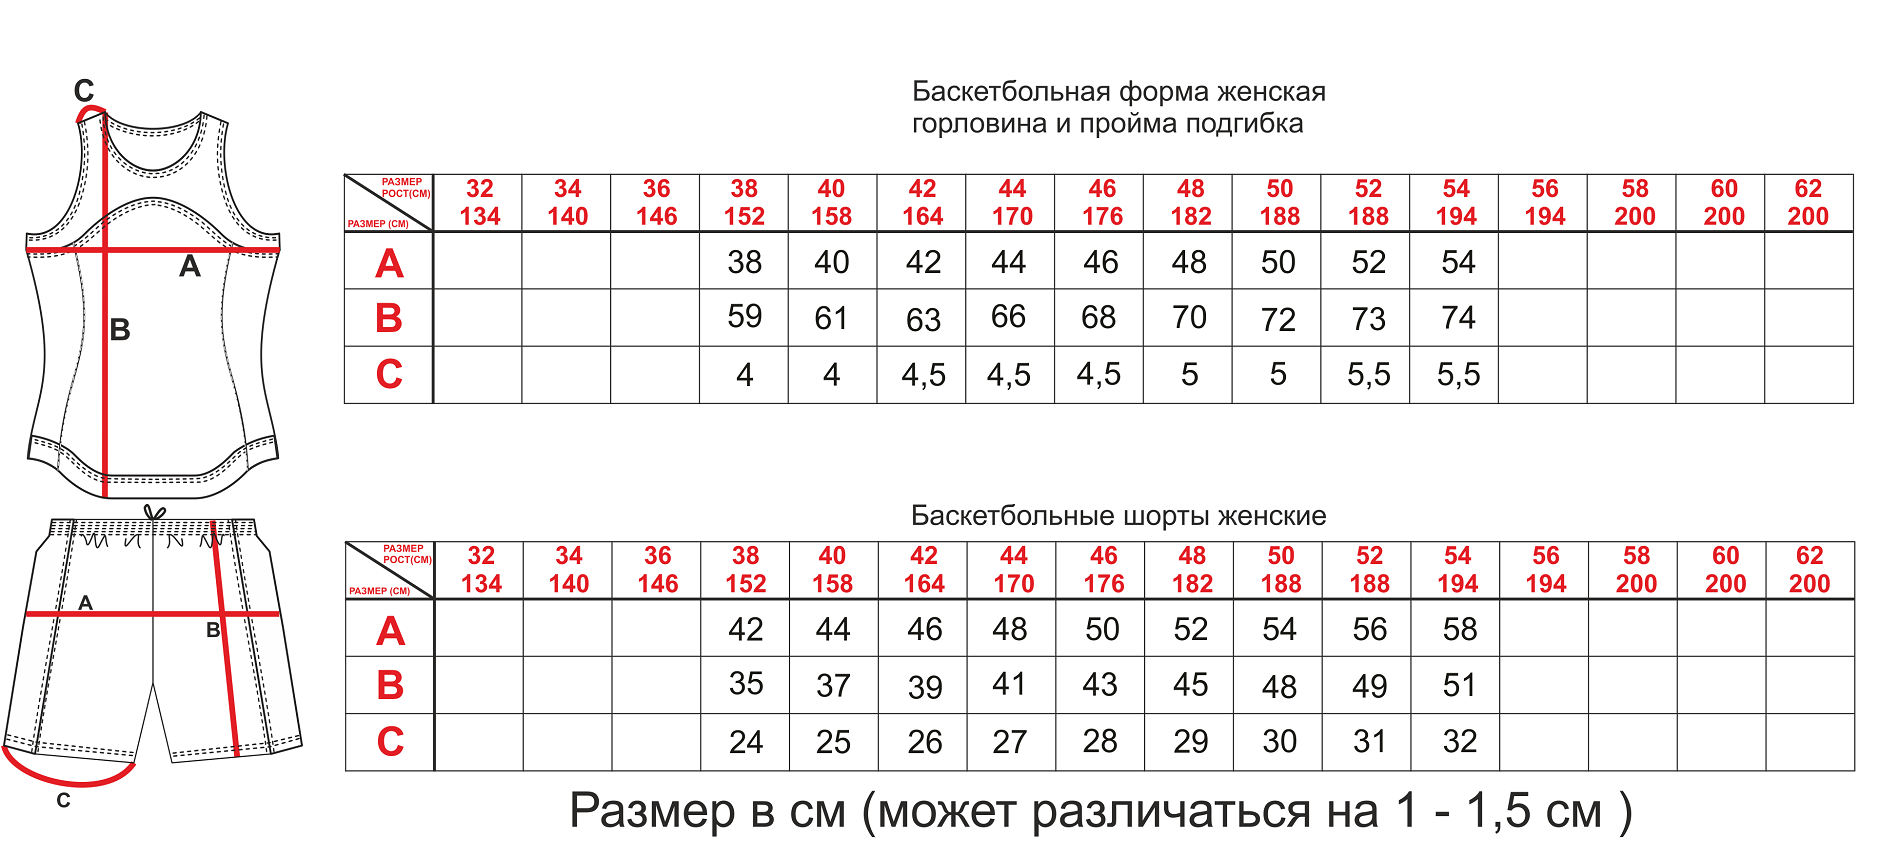 C
A
B
Баскетбольная форма женская
горловина и пройма подгибка
РАЗМЕР
РОСТ(СМ)
РАЗМЕР (СМ)
32 34 36 38 40 42 44 46 48 50 52 54 56 58 60 62
134 140 146 152 158 164 170 176 182 188 188 194 194 200 200 200
A 38 40 42 44 46 48 50 52 54
B 59 61 63 66 68 70 72 73 74
C 4 4 4,5 4,5 4,5 5 5 5,5 5,5
A
B
C
Баскетбольные шорты женские
РАЗМЕР
РОСТ(СМ)
РАЗМЕР (СМ)
32 34 36 38 40 42 44 46 48 50 52 54 56 58 60 62
134 140 146 152 158 164 170 176 182 188 188 194 194 200 200 200
A 42 44 46 48 50 52 54 56 58
B 35 37 39 41 43 45 48 49 51
C 24 25 26 27 28 29 30 31 32
Размер в см (может различаться на 1 - 1,5 см )